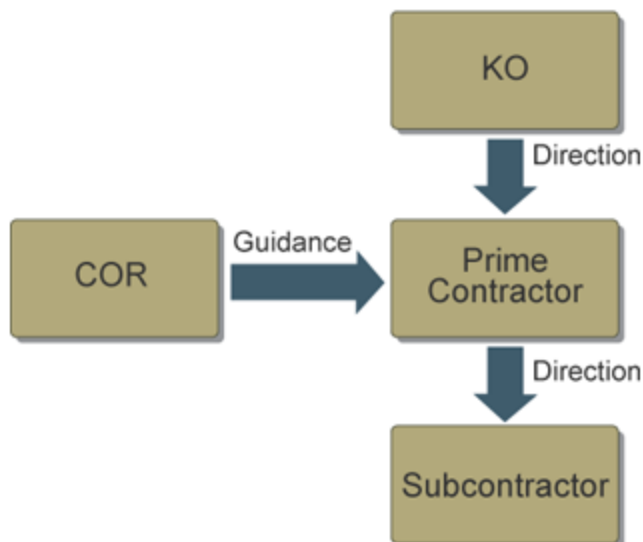 KO
Direction
Guidance
COR
Prime
Contractor
Direction
Subcontractor